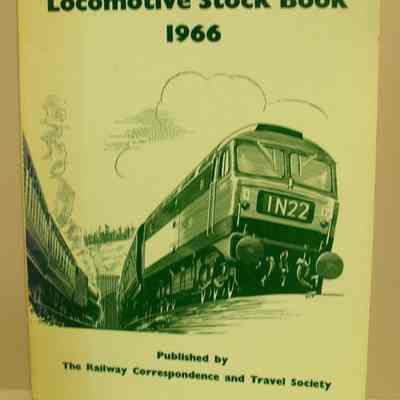 Locomotive Stock Book
1966
1N22
Published by
The Railway Correspondence and Travel Society